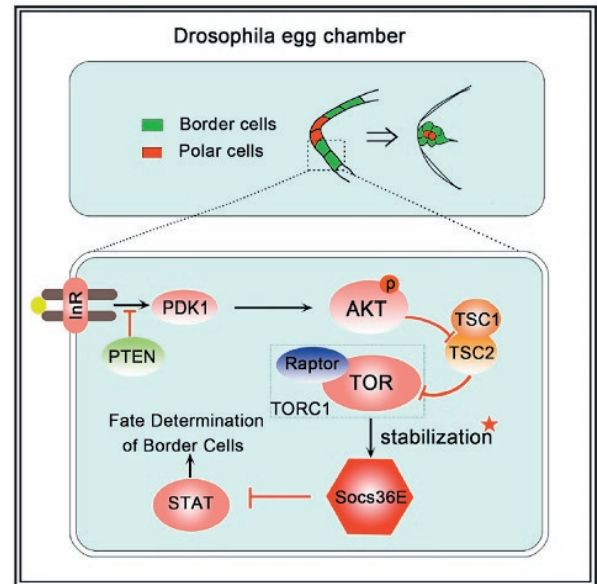 Drosophila egg chamber
Border cells
Polar cells
InR
PDK1
PTEN
AKT
p
TSC1
TSC2
Raptor
TOR
TORC1
stabilization
Fate Determination
of Border Cells
STAT
Socs36E